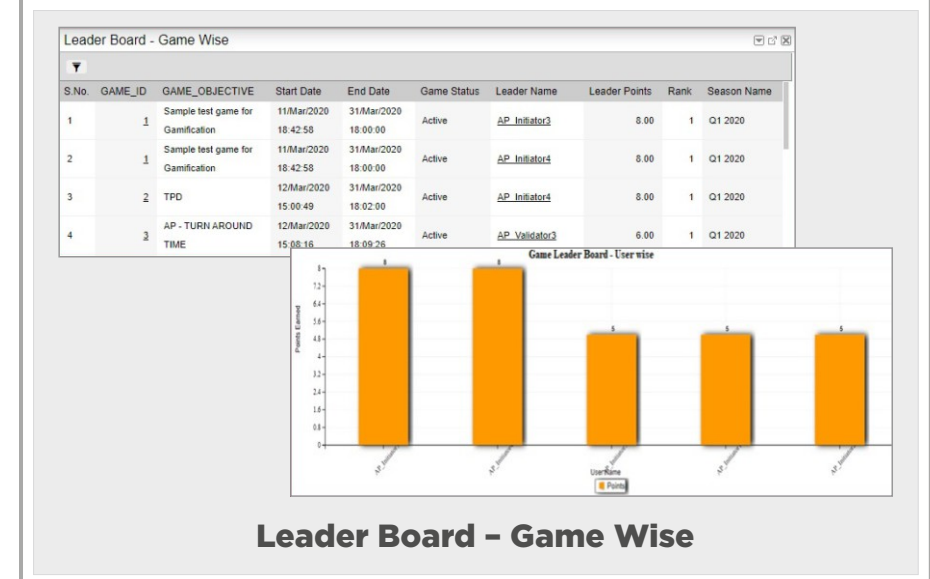 Leader Board - Game Wise
S.No. GAME_ID GAME_OBJECTIVE Start Date End Date Game Status Leader Name Leader Points Rank Season Name
1 1 Sample test game for Gamification 11/Mar/2020 18:42:58 31/Mar/2020 18:00:00 Active AP_Initiator3 8.00 1 Q1 2020
2 1 Sample test game for Gamification 11/Mar/2020 18:42:58 31/Mar/2020 18:00:00 Active AP_Initiator4 8.00 1 Q1 2020
3 2 TPD 12/Mar/2020 15:00:49 31/Mar/2020 18:02:00 Active AP_Initiator4 8.00 1 Q1 2020
4 3 AP - TURN AROUND TIME 12/Mar/2020 15:08:16 31/Mar/2020 18:09:26 Active AP_Validator3 6.00 1 Q1 2020
Game Leader Board - User wise
8 8 5 5 5
Points Earned
8
7.2
6.4
5.6
4.8
4
3.2
2.4
1.6
0.8
0
UserName
Points
Leader Board – Game Wise